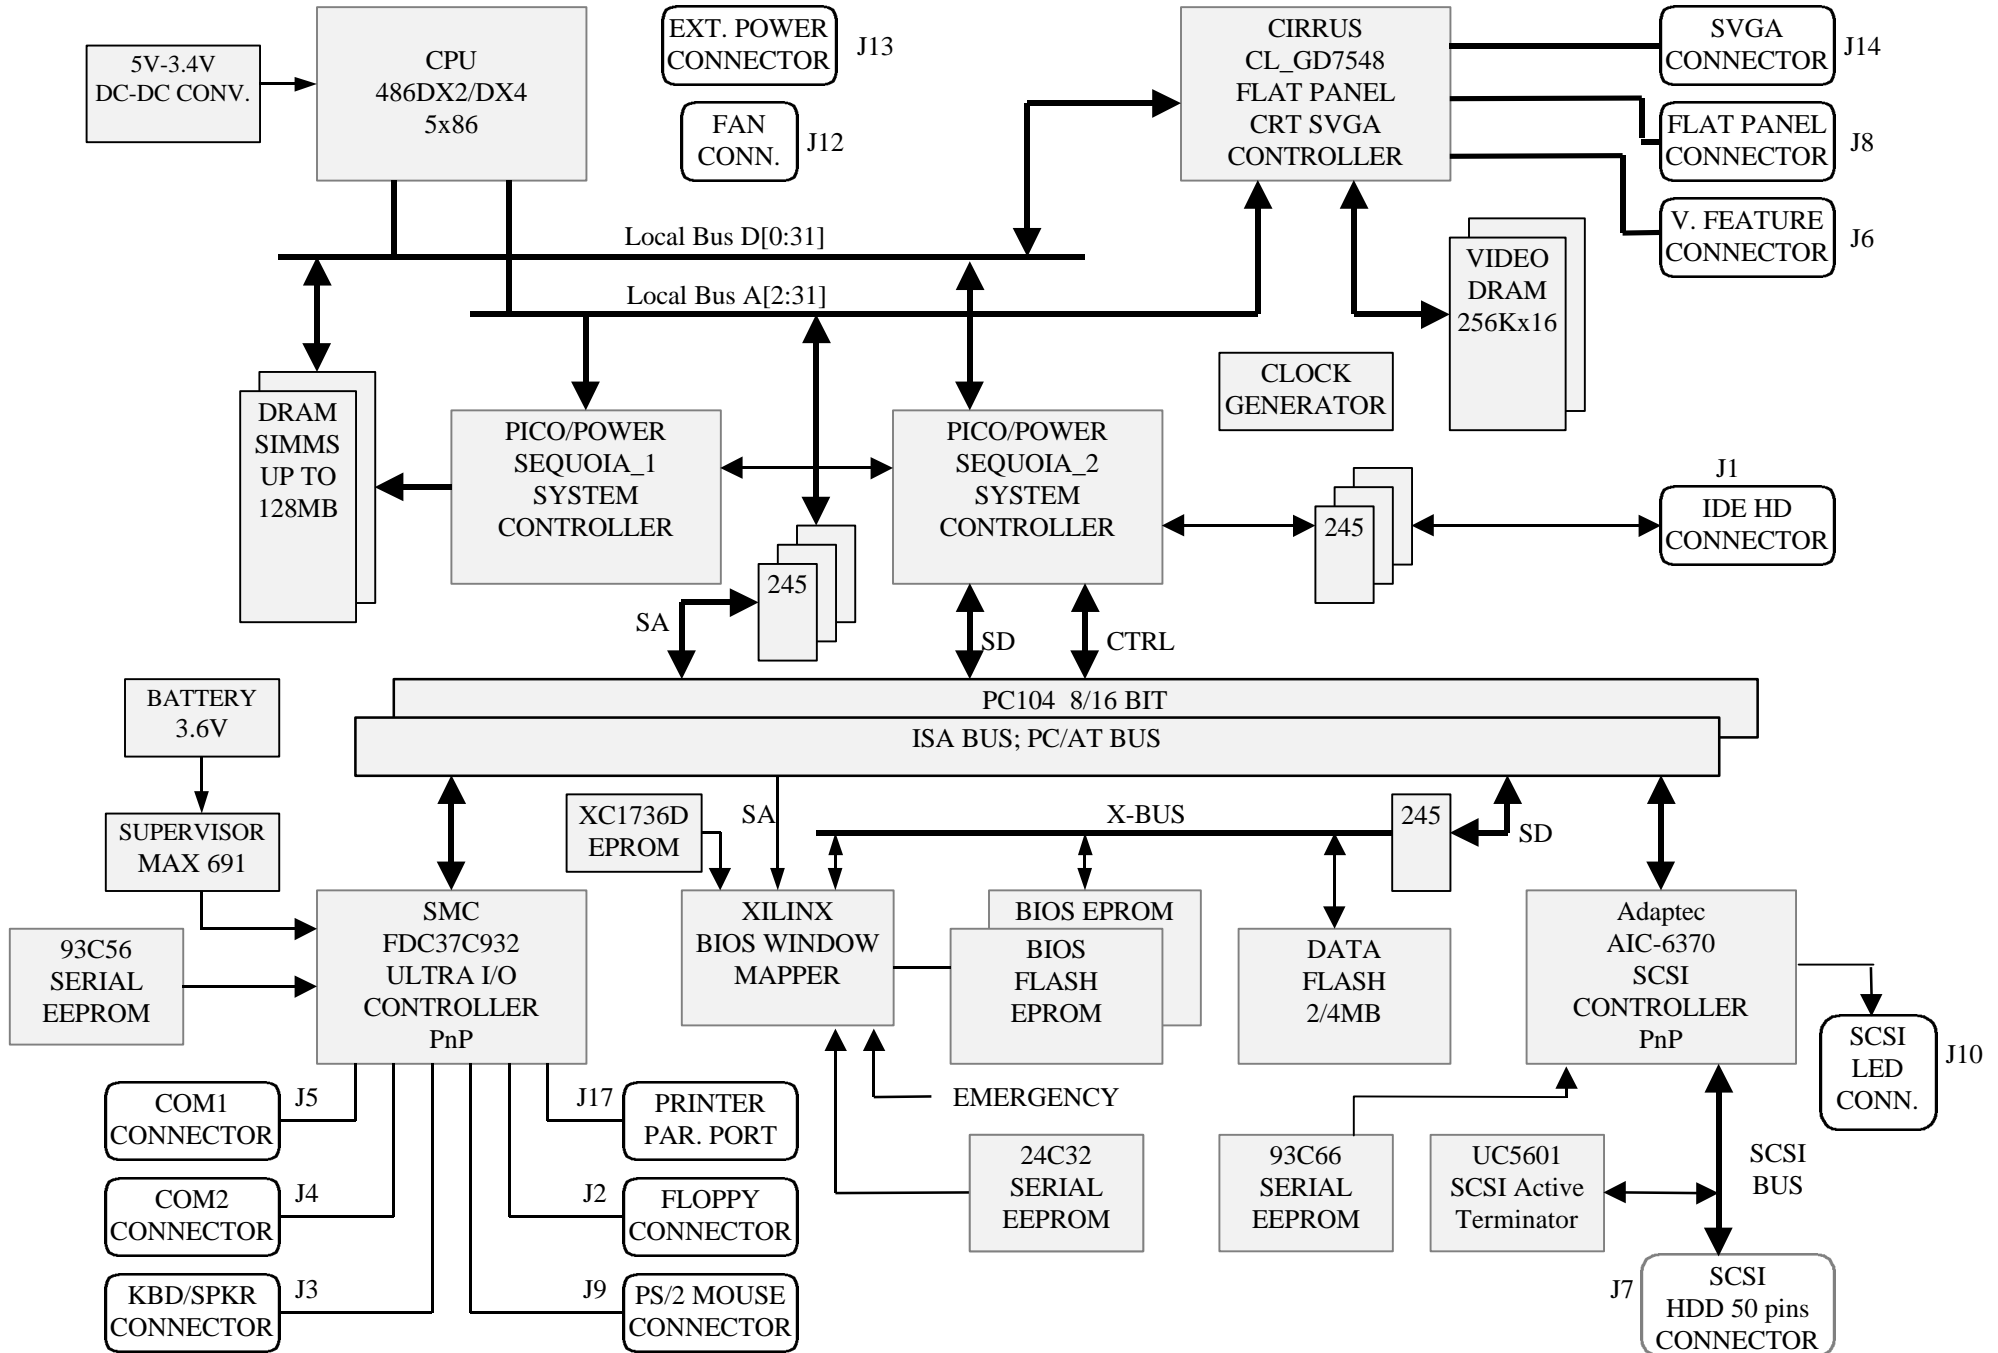 5V-3.4V
DC-DC CONV.
CPU
486DX2/DX4
5x86
EXT. POWER
CONNECTOR
J13
FAN
CONN.
J12
CIRRUS
CL_GD7548
FLAT PANEL
CRT SVGA
CONTROLLER
SVGA
CONNECTOR
J14
FLAT PANEL
CONNECTOR
J8
V. FEATURE
CONNECTOR
J6
Local Bus D[0:31]
Local Bus A[2:31]
VIDEO
DRAM
256Kx16
CLOCK
GENERATOR
DRAM
SIMMS
UP TO
128MB
PICO/POWER
SEQUOIA_1
SYSTEM
CONTROLLER
PICO/POWER
SEQUOIA_2
SYSTEM
CONTROLLER
245
245
J1
IDE HD
CONNECTOR
SA
SD
CTRL
PC104 8/16 BIT
ISA BUS; PC/AT BUS
BATTERY
3.6V
SUPERVISOR
MAX 691
XC1736D
EPROM
SA
X-BUS
245
SD
93C56
SERIAL
EEPROM
SMC
FDC37C932
ULTRA I/O
CONTROLLER
PnP
XILINX
BIOS WINDOW
MAPPER
BIOS EPROM
BIOS
FLASH
EPROM
DATA
FLASH
2/4MB
Adaptec
AIC-6370
SCSI
CONTROLLER
PnP
SCSI
LED
CONN.
J10
COM1
CONNECTOR
J5
J17
PRINTER
PAR. PORT
EMERGENCY
COM2
CONNECTOR
J4
J2
FLOPPY
CONNECTOR
24C32
SERIAL
EEPROM
93C66
SERIAL
EEPROM
UC5601
SCSI Active
Terminator
SCSI
BUS
KBD/SPKR
CONNECTOR
J3
J9
PS/2 MOUSE
CONNECTOR
J7
SCSI
HDD 50 pins
CONNECTOR